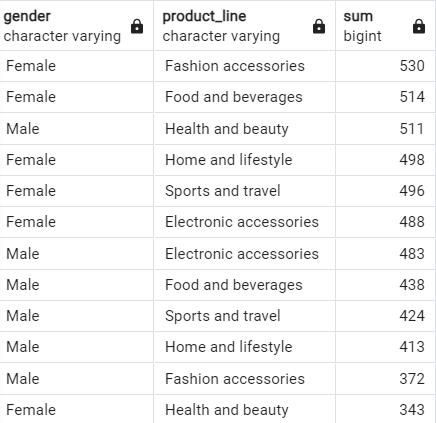 gender product_line sum
character varying character varying bigint
Female Fashion accessories 530
Female Food and beverages 514
Male Health and beauty 511
Female Home and lifestyle 498
Female Sports and travel 496
Female Electronic accessories 488
Male Electronic accessories 483
Male Food and beverages 438
Male Sports and travel 424
Male Home and lifestyle 413
Male Fashion accessories 372
Female Health and beauty 343